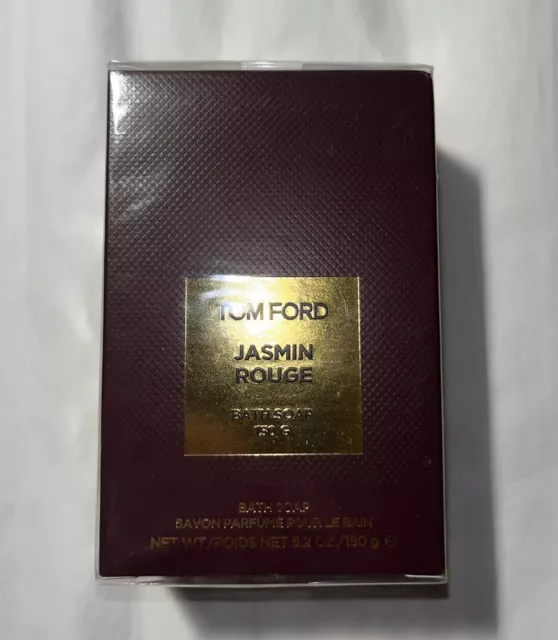 TOM FORD
JASMIN
ROUGE
BATH SOAP
150 G
BATH SOAP
SAVON PARFUMÉ POUR LE BAIN
NET WT./POIDS NET 5.2 OZ./150 g ℮